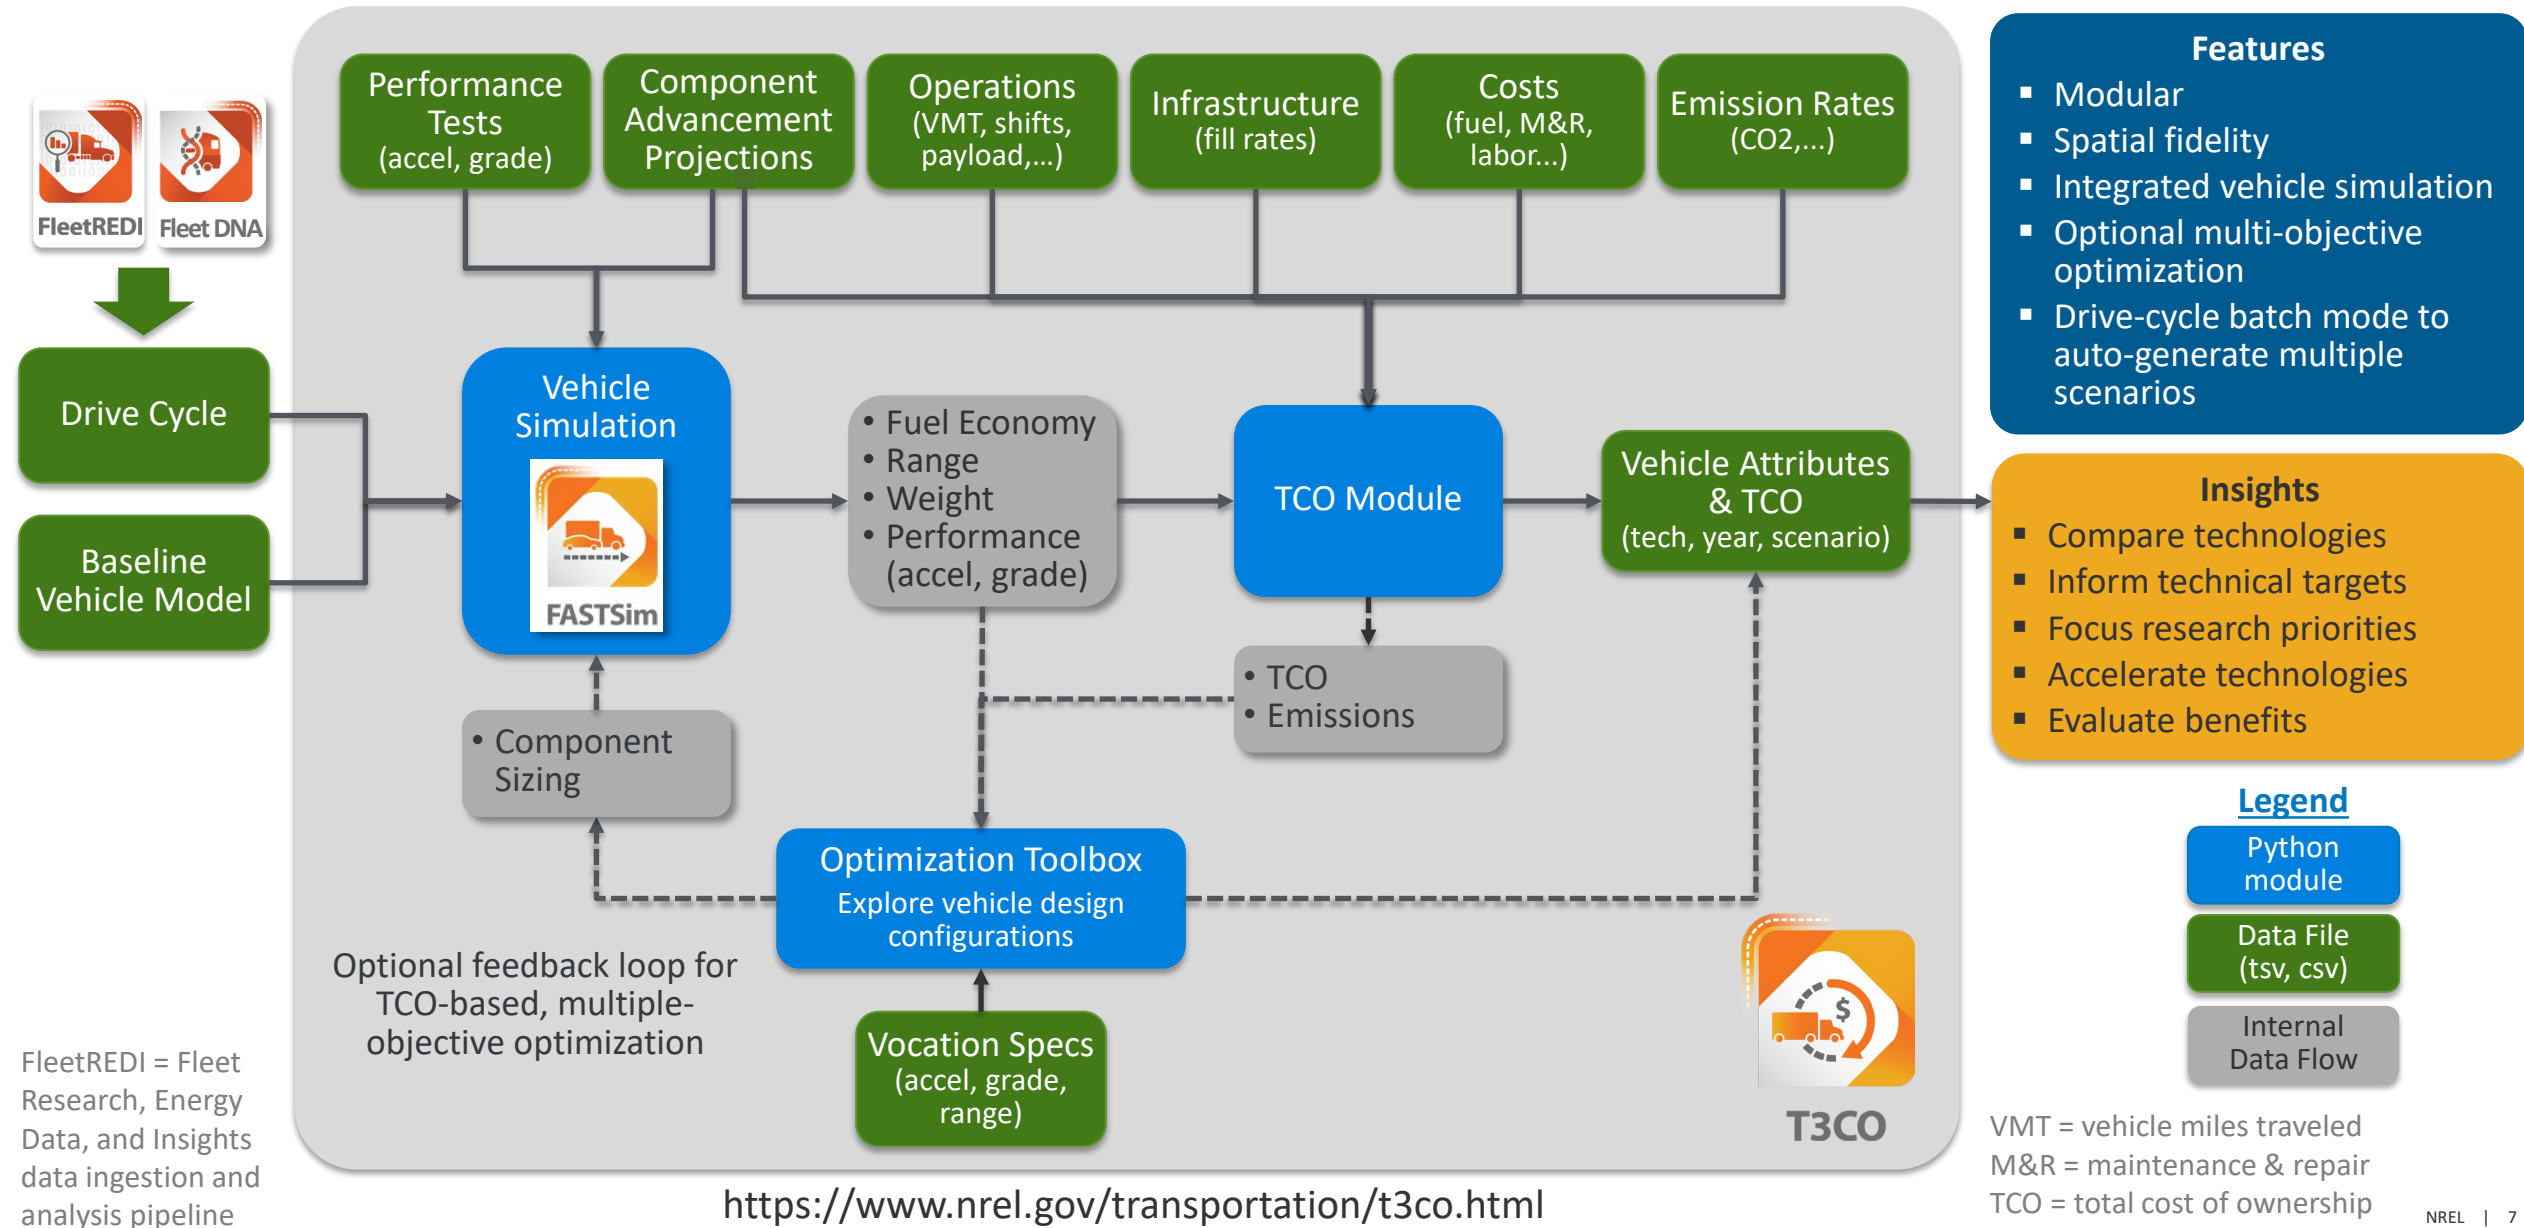 FleetREDI
Fleet DNA
Drive Cycle
Baseline
Vehicle Model
Performance
Tests
(accel, grade)
Component
Advancement
Projections
Operations
(VMT, shifts,
payload,...)
Infrastructure
(fill rates)
Costs
(fuel, M&R,
labor...)
Emission Rates
(CO2,...)
Vehicle
Simulation
FASTSim
• Fuel Economy
• Range
• Weight
• Performance
(accel, grade)
TCO Module
Vehicle Attributes
& TCO
(tech, year, scenario)
• TCO
• Emissions
• Component
Sizing
Optimization Toolbox
Explore vehicle design
configurations
Optional feedback loop for
TCO-based, multiple-
objective optimization
Vocation Specs
(accel, grade,
range)
$
T3CO
Features
▪ Modular
▪ Spatial fidelity
▪ Integrated vehicle simulation
▪ Optional multi-objective
optimization
▪ Drive-cycle batch mode to
auto-generate multiple
scenarios
Insights
▪ Compare technologies
▪ Inform technical targets
▪ Focus research priorities
▪ Accelerate technologies
▪ Evaluate benefits
Legend
Python
module
Data File
(tsv, csv)
Internal
Data Flow
FleetREDI = Fleet
Research, Energy
Data, and Insights
data ingestion and
analysis pipeline
https://www.nrel.gov/transportation/t3co.html
VMT = vehicle miles traveled
M&R = maintenance & repair
TCO = total cost of ownership
NREL | 7